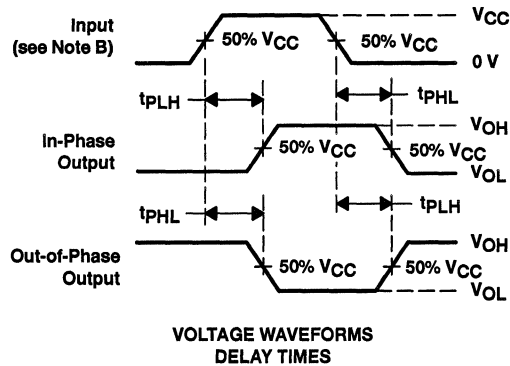 Input
(see Note B)
50% VCC
50% VCC
VCC
0 V
tPLH
tPHL
In-Phase
Output
50% VCC
50% VCC
VOH
VOL
tPHL
tPLH
Out-of-Phase
Output
50% VCC
50% VCC
VOH
VOL
VOLTAGE WAVEFORMS
DELAY TIMES